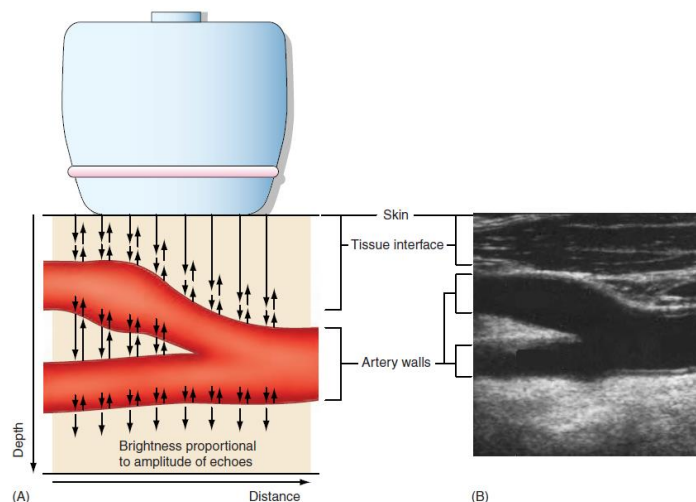 Skin
Tissue interface
Artery walls
Depth
Brightness proportional
to amplitude of echoes
(A)
Distance
(B)